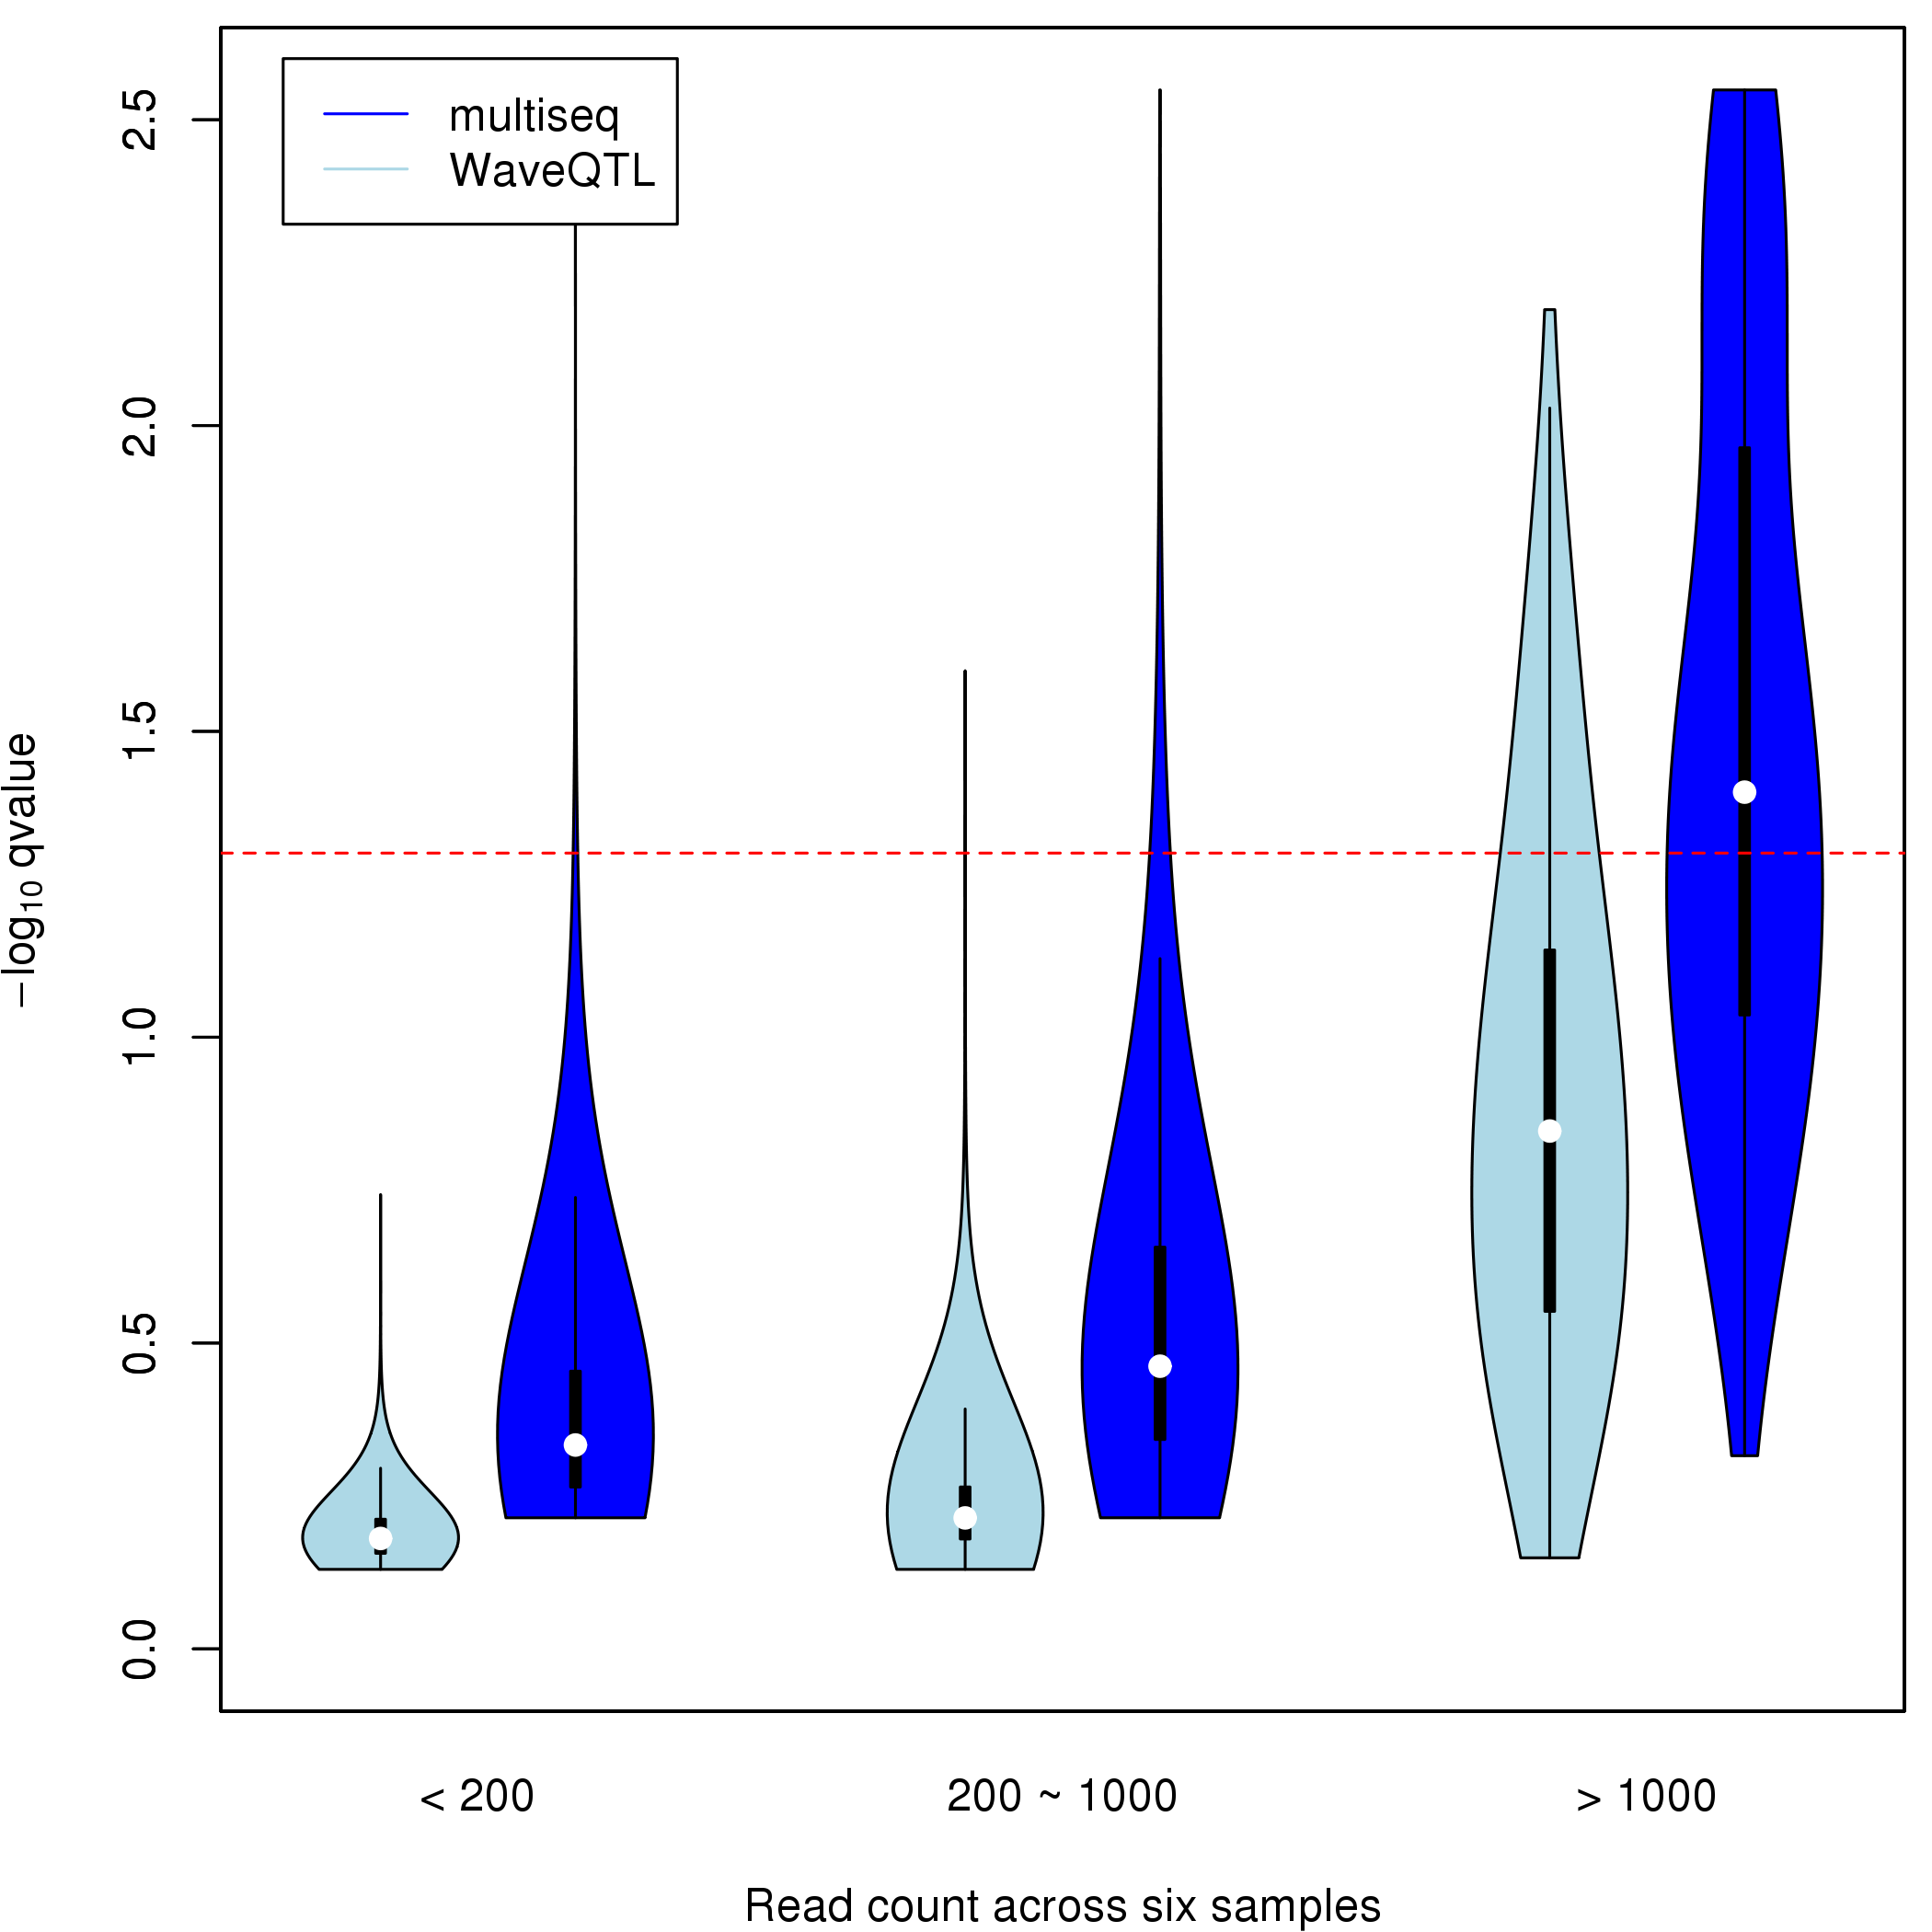 multiseq
WaveQTL
2.5
2.0
1.5
1.0
0.5
0.0
−log10 qvalue
< 200
200 ~ 1000
> 1000
Read count across six samples